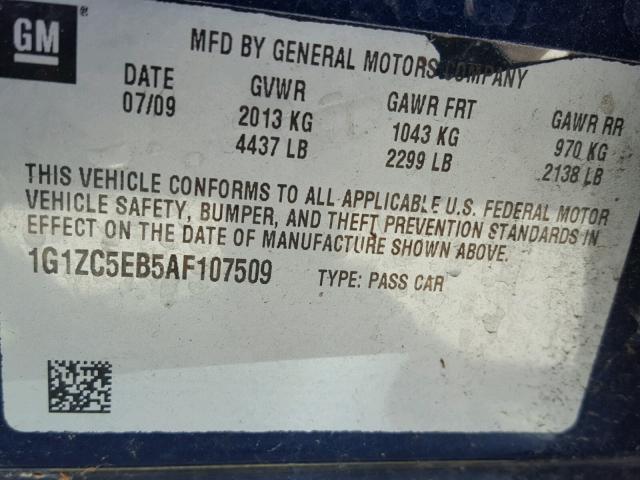 GM ®
MFD BY GENERAL MOTORS COMPANY
DATE GVWR GAWR FRT GAWR RR
07/09 2013 KG 1043 KG 970 KG
4437 LB 2299 LB 2138 LB
THIS VEHICLE CONFORMS TO ALL APPLICABLE U.S. FEDERAL MOTOR
VEHICLE SAFETY, BUMPER, AND THEFT PREVENTION STANDARDS IN
EFFECT ON THE DATE OF MANUFACTURE SHOWN ABOVE.
1G1ZC5EB5AF107509 TYPE: PASS CAR